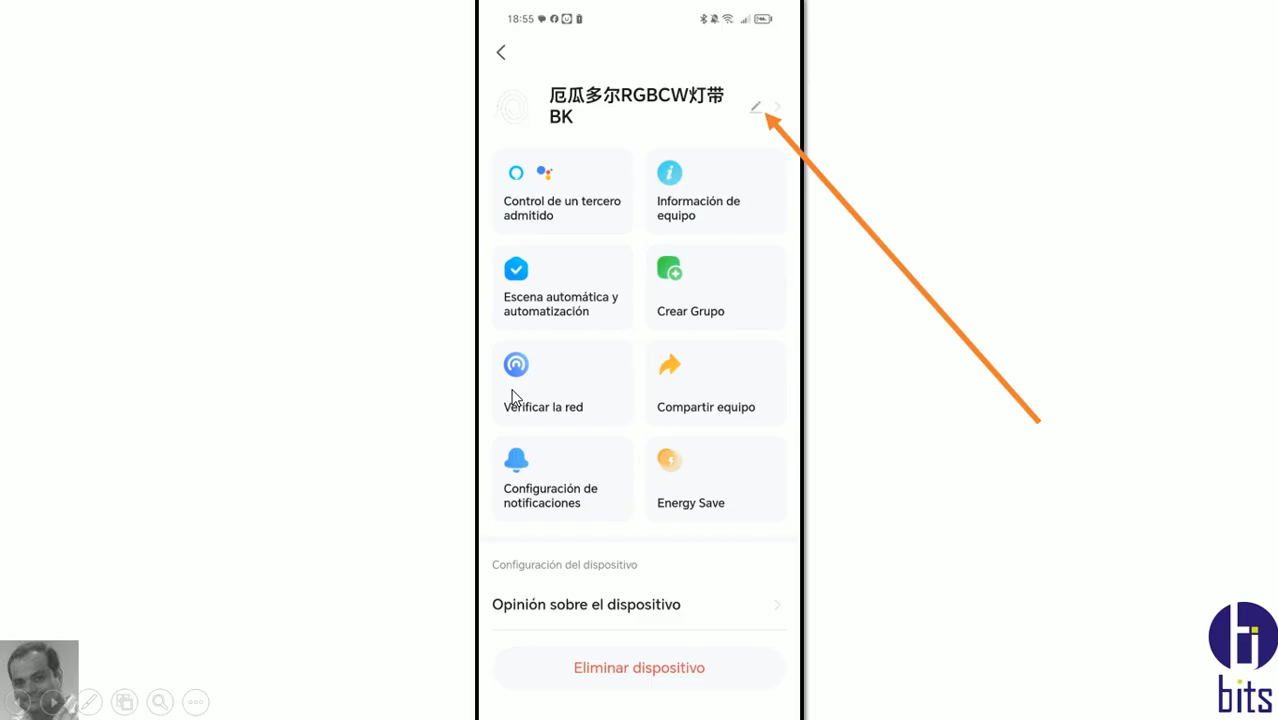 18:55
厄瓜多尔RGBCW灯带
BK
Control de un tercero
admitido
Información de
equipo
Escena automática y
automatización
Crear Grupo
Verificar la red
Compartir equipo
Configuración de
notificaciones
Energy Save
Configuración del dispositivo
Opinión sobre el dispositivo
Eliminar dispositivo
bits